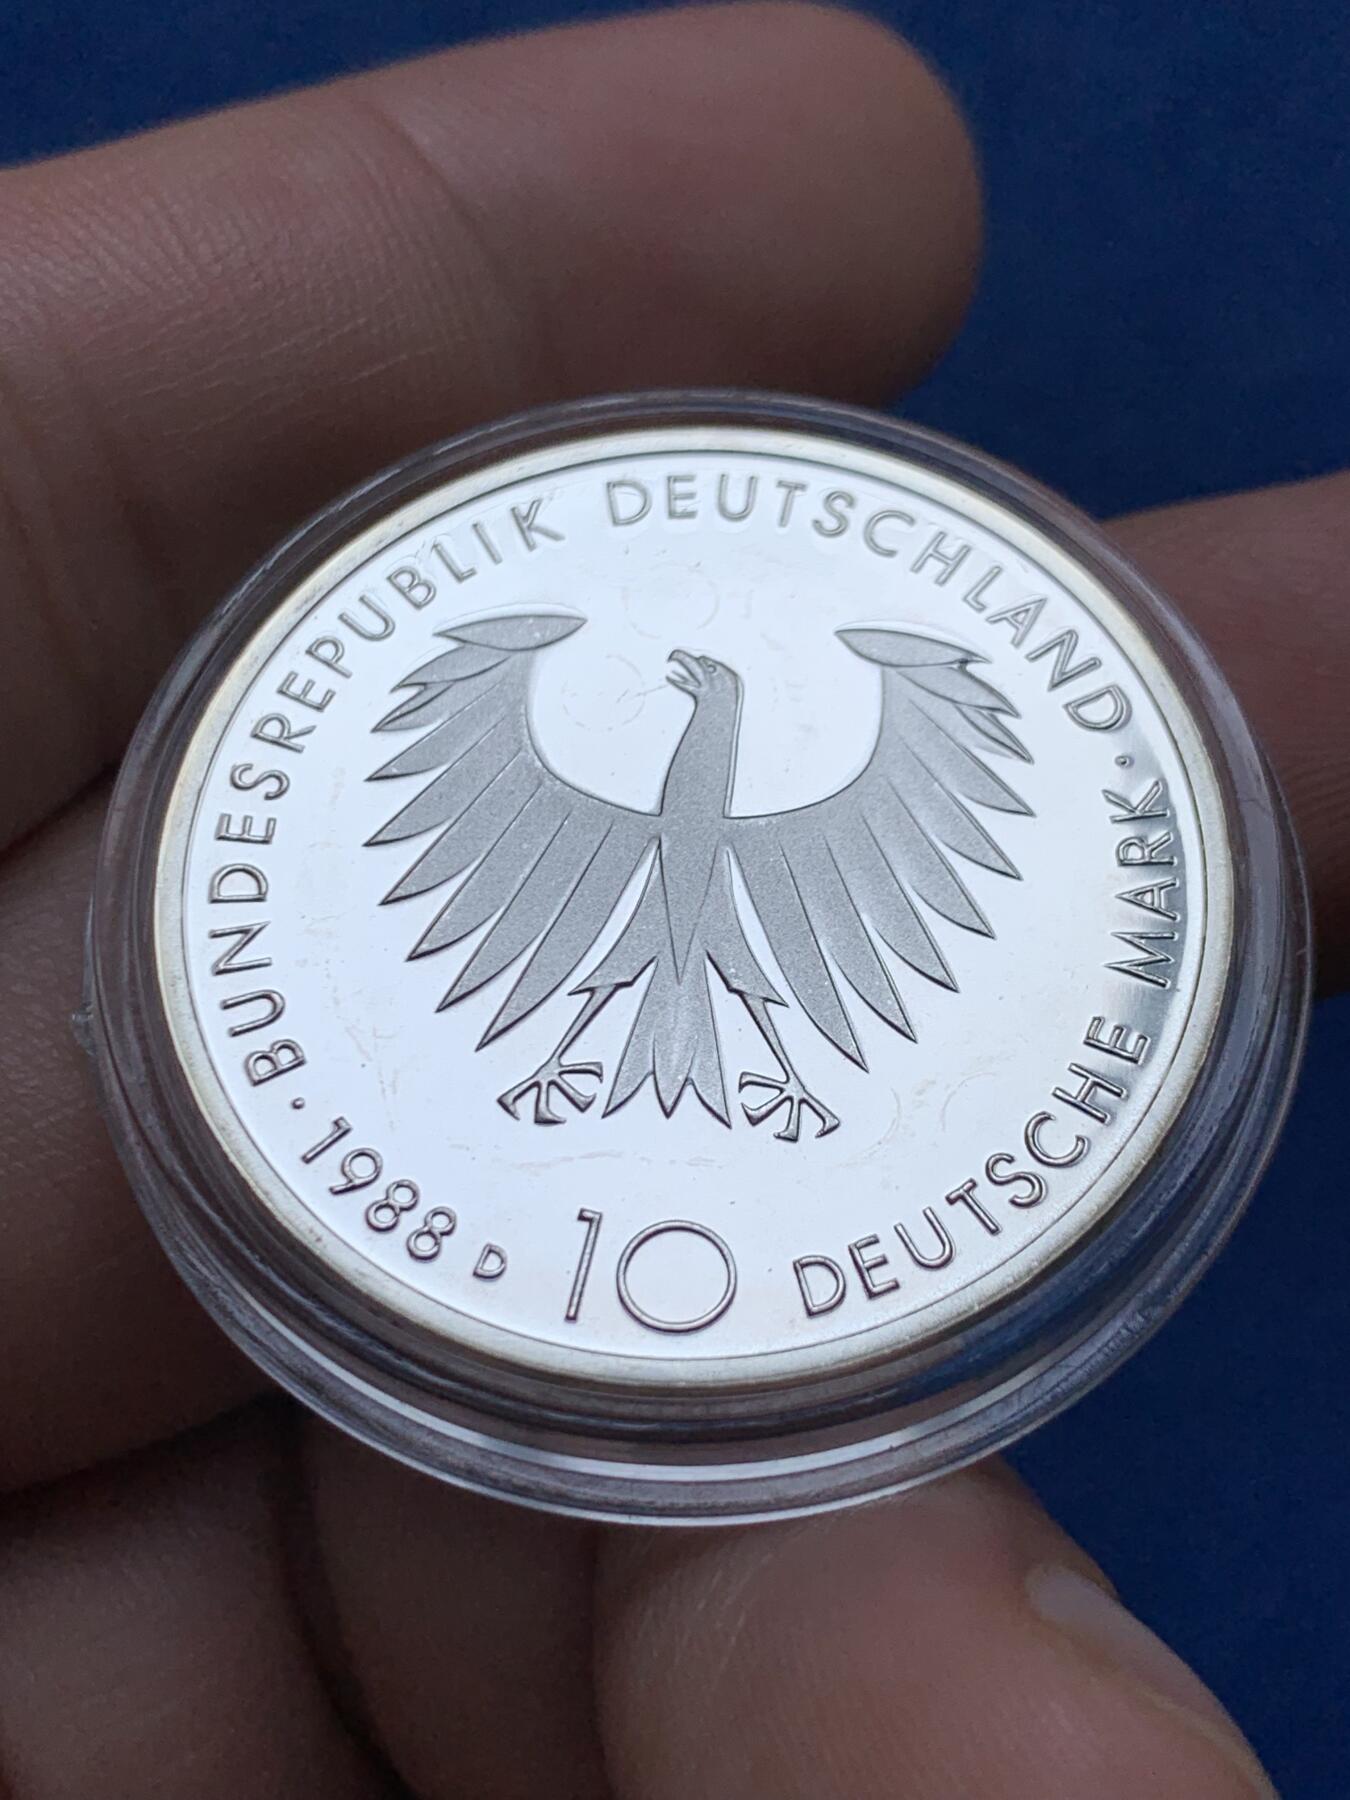 BUNDESREPUBLIK DEUTSCHLAND · DEUTSCHE MARK
10
· 1988 D